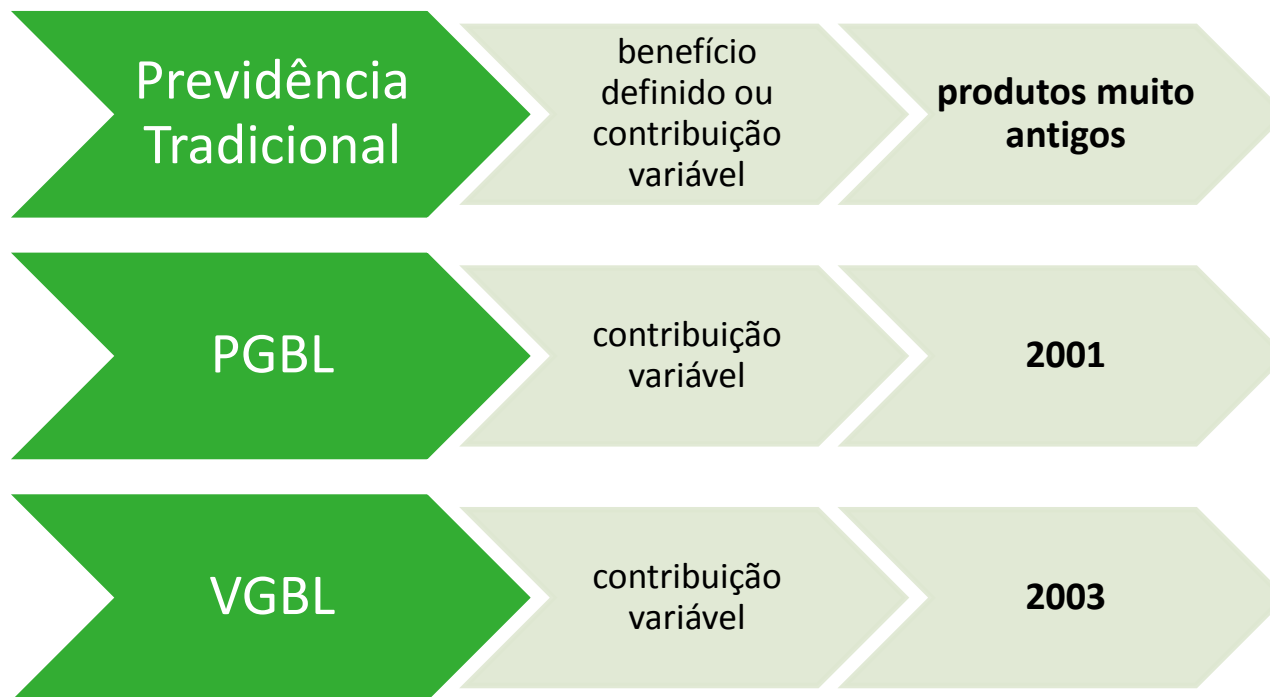 Previdência
Tradicional
benefício
definido ou
contribuição
variável
produtos muito
antigos
PGBL
contribuição
variável
2001
VGBL
contribuição
variável
2003